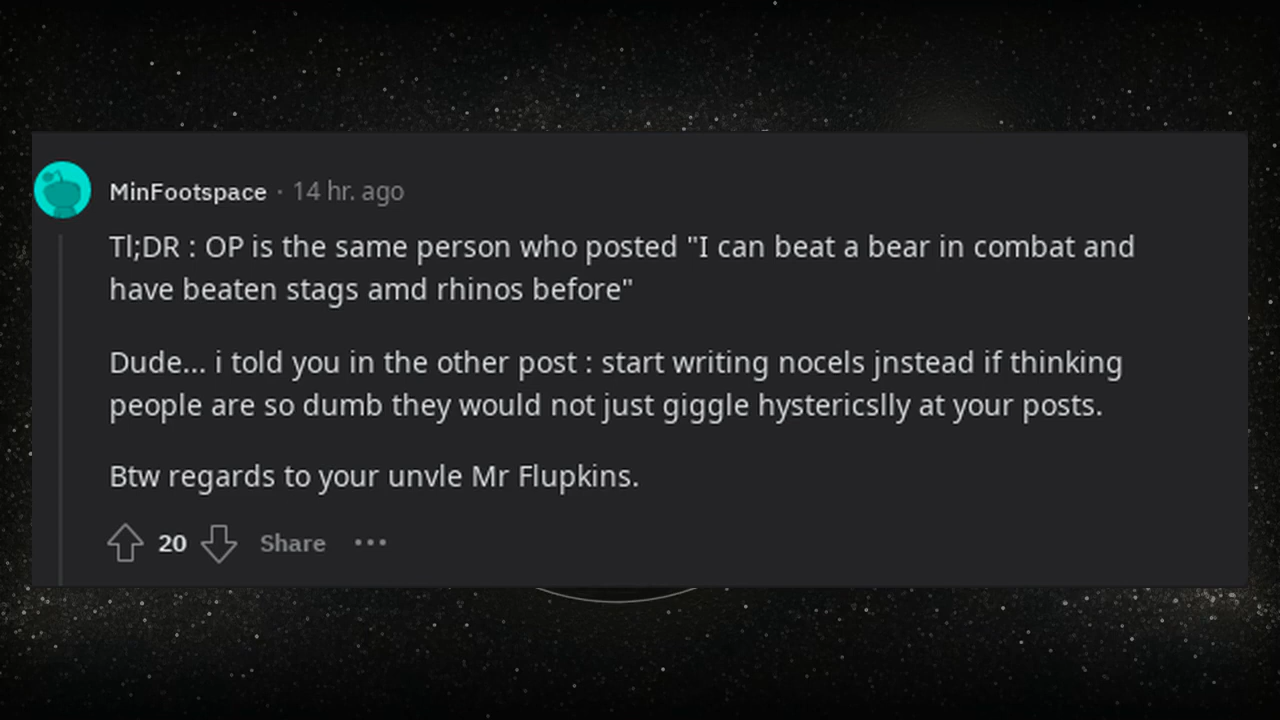 MinFootspace · 14 hr. ago
Tl;DR : OP is the same person who posted "I can beat a bear in combat and
have beaten stags amd rhinos before"
Dude... i told you in the other post : start writing nocels jnstead if thinking
people are so dumb they would not just giggle hystericslly at your posts.
Btw regards to your unvle Mr Flupkins.
20 Share ...